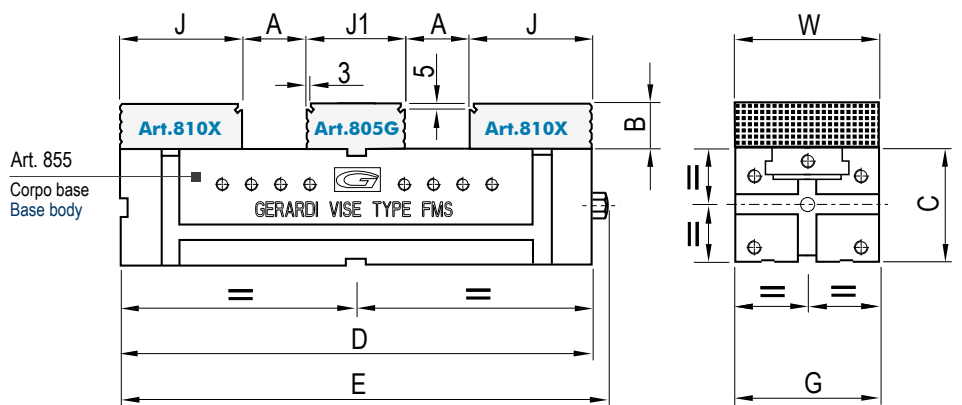 J A J1 A J W
3 5
Art.810X Art.805G Art.810X B
Art. 855
Corpo base
Base body
G
GERARDI VISE TYPE FMS
C
= =
= =
= = = =
D
E G